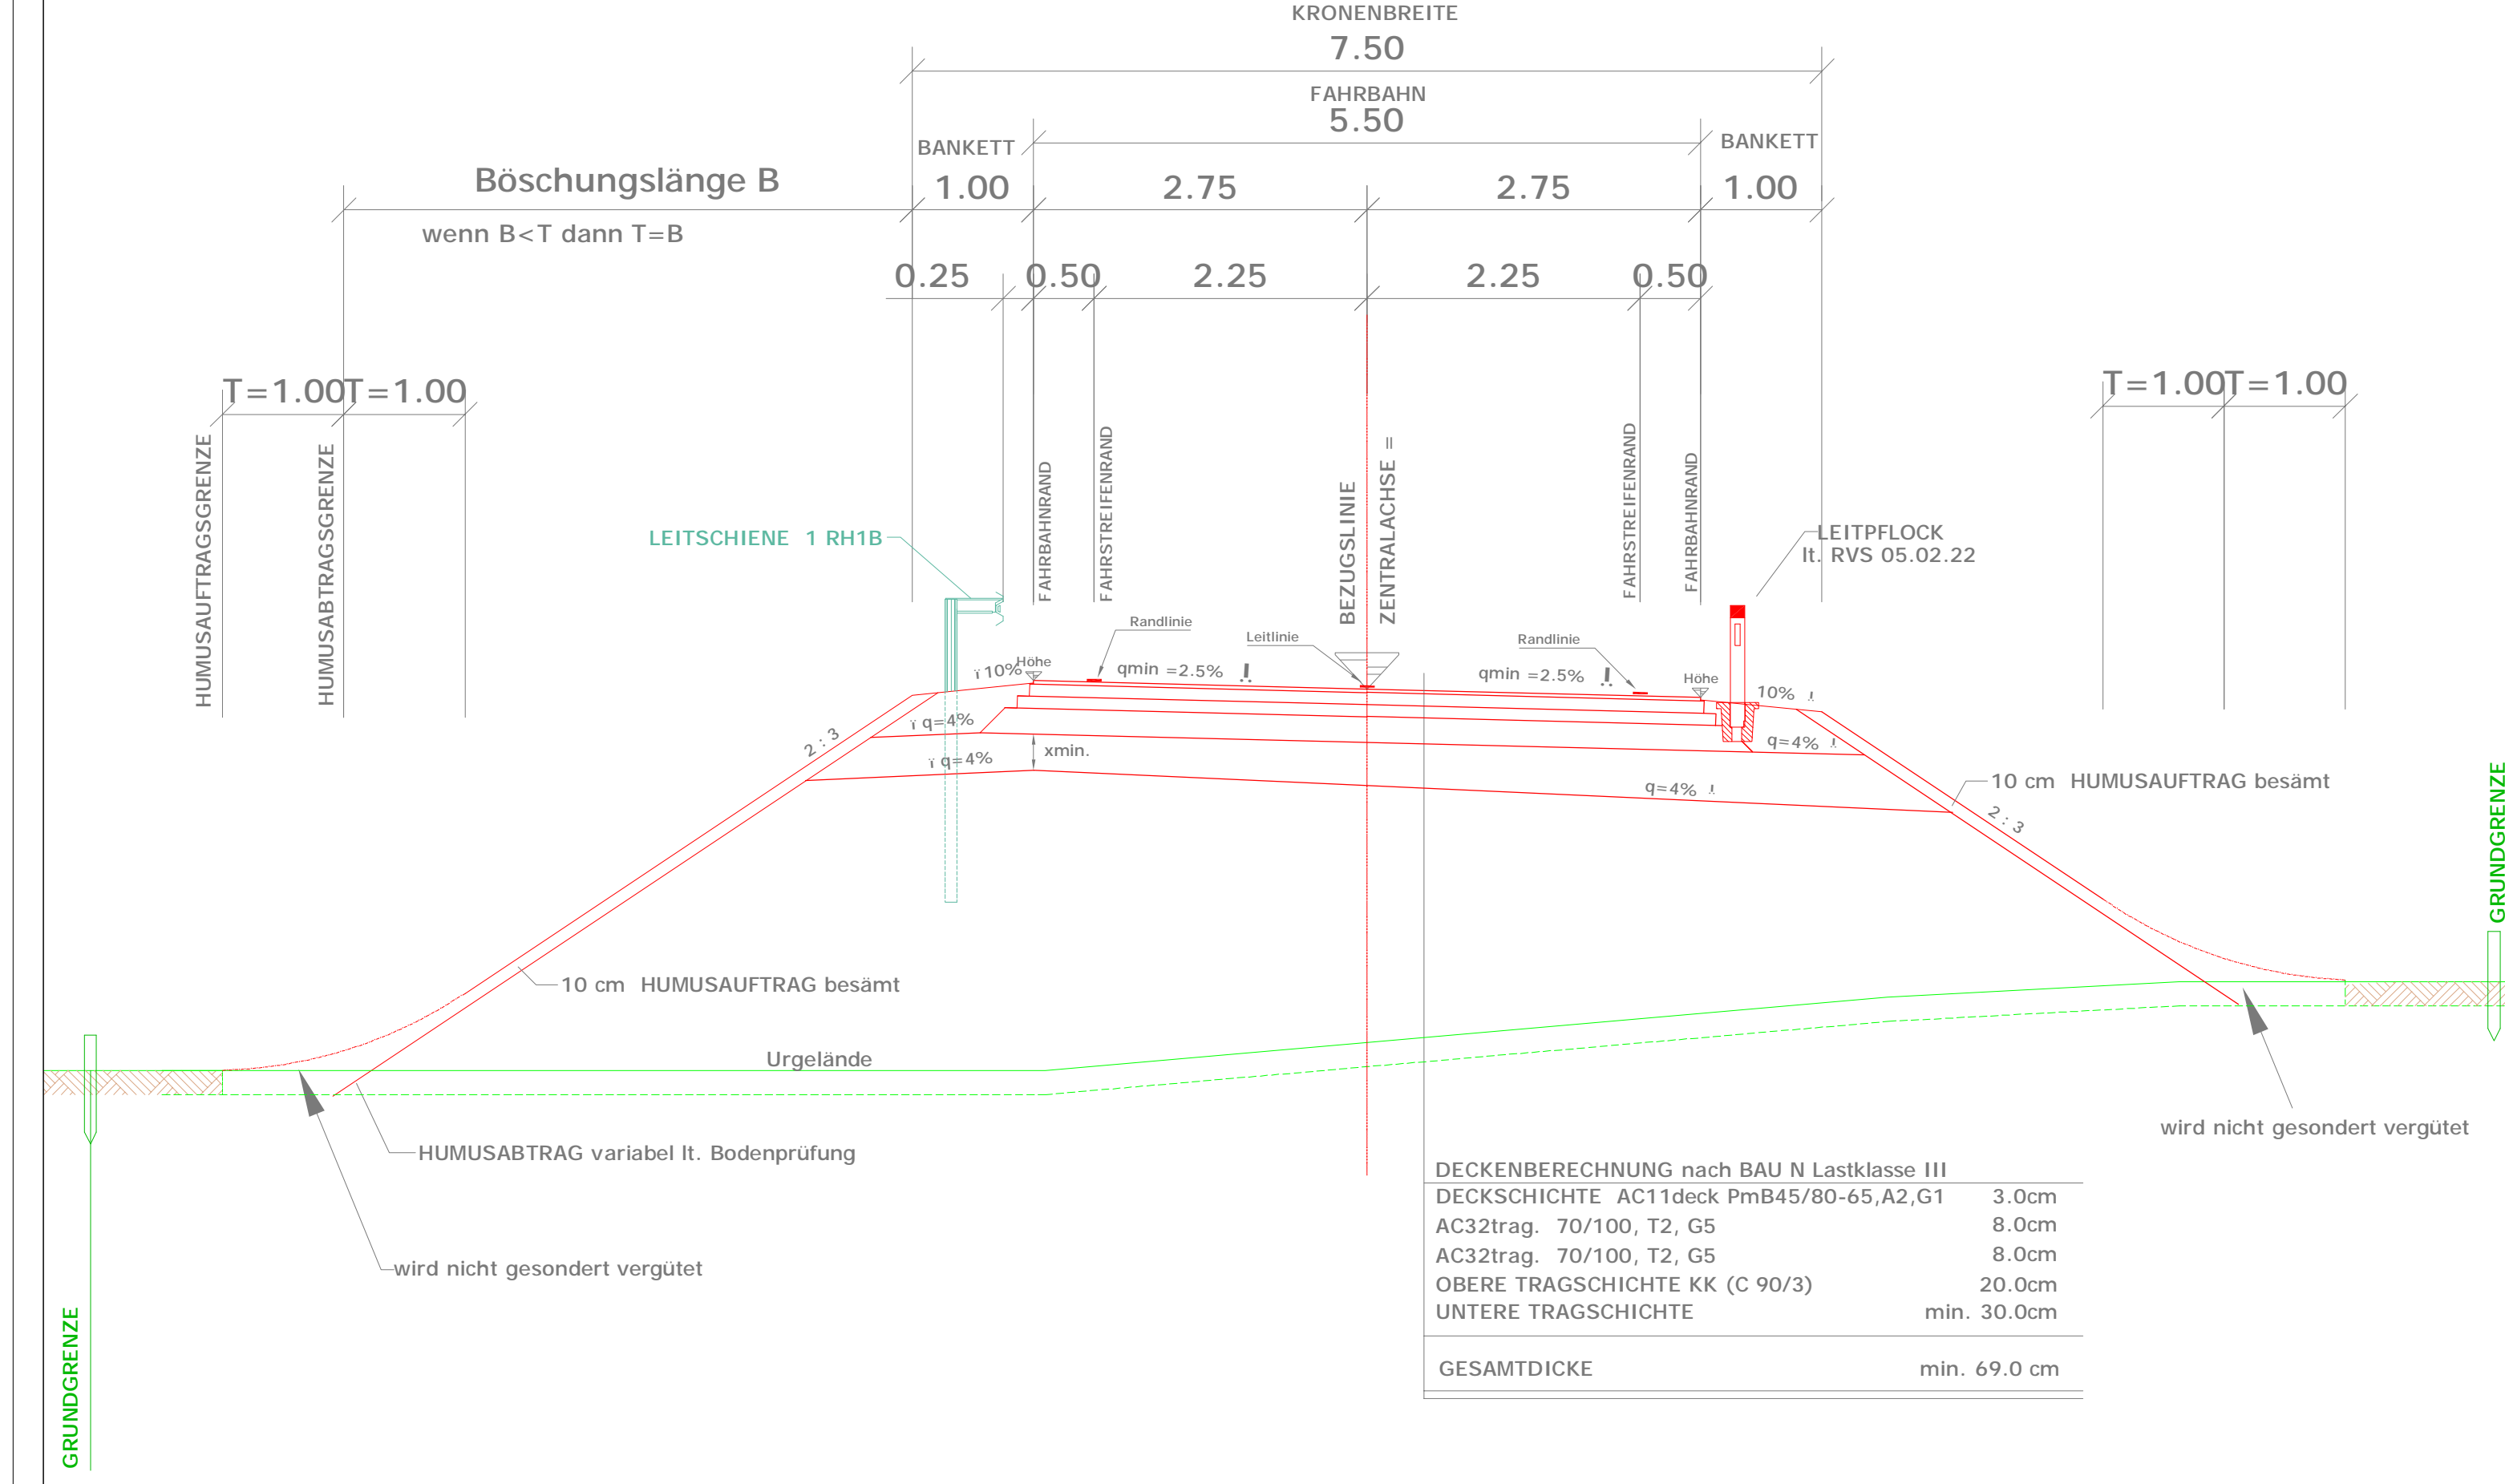 KRONENBREITE
7.50
FAHRBAHN
5.50
BANKETT
BANKETT
Böschungslänge B
1.00
2.75
2.75
1.00
wenn B<T dann T=B
0.25
0.50
2.25
2.25
0.50
T=1.00
T=1.00
T=1.00
T=1.00
HUMUSAUFTRAGSGRENZE
HUMUSABTRAGSGRENZE
FAHRBAHNRAND
FAHRSTREIFENRAND
BEZUGSLINIE
ZENTRALACHSE =
FAHRSTREIFENRAND
FAHRBAHNRAND
LEITSCHIENE 1 RH1B
LEITPFLOCK
lt. RVS 05.02.22
Randlinie
Leitlinie
Randlinie
ï 10%
Höhe
qmin =2.5%
qmin =2.5%
Höhe
10%
2 : 3
ï q=4%
xmin.
q=4%
ï q=4%
q=4%
10 cm HUMUSAUFTRAG besämt
2 : 3
GRUNDGRENZE
10 cm HUMUSAUFTRAG besämt
Urgelände
HUMUSABTRAG variabel lt. Bodenprüfung
wird nicht gesondert vergütet
wird nicht gesondert vergütet
GRUNDGRENZE
DECKENBERECHNUNG nach BAU N Lastklasse III
DECKSCHICHTE AC11deck PmB45/80-65,A2,G1 3.0cm
AC32trag. 70/100, T2, G5 8.0cm
AC32trag. 70/100, T2, G5 8.0cm
OBERE TRAGSCHICHTE KK (C 90/3) 20.0cm
UNTERE TRAGSCHICHTE min. 30.0cm
GESAMTDICKE min. 69.0 cm